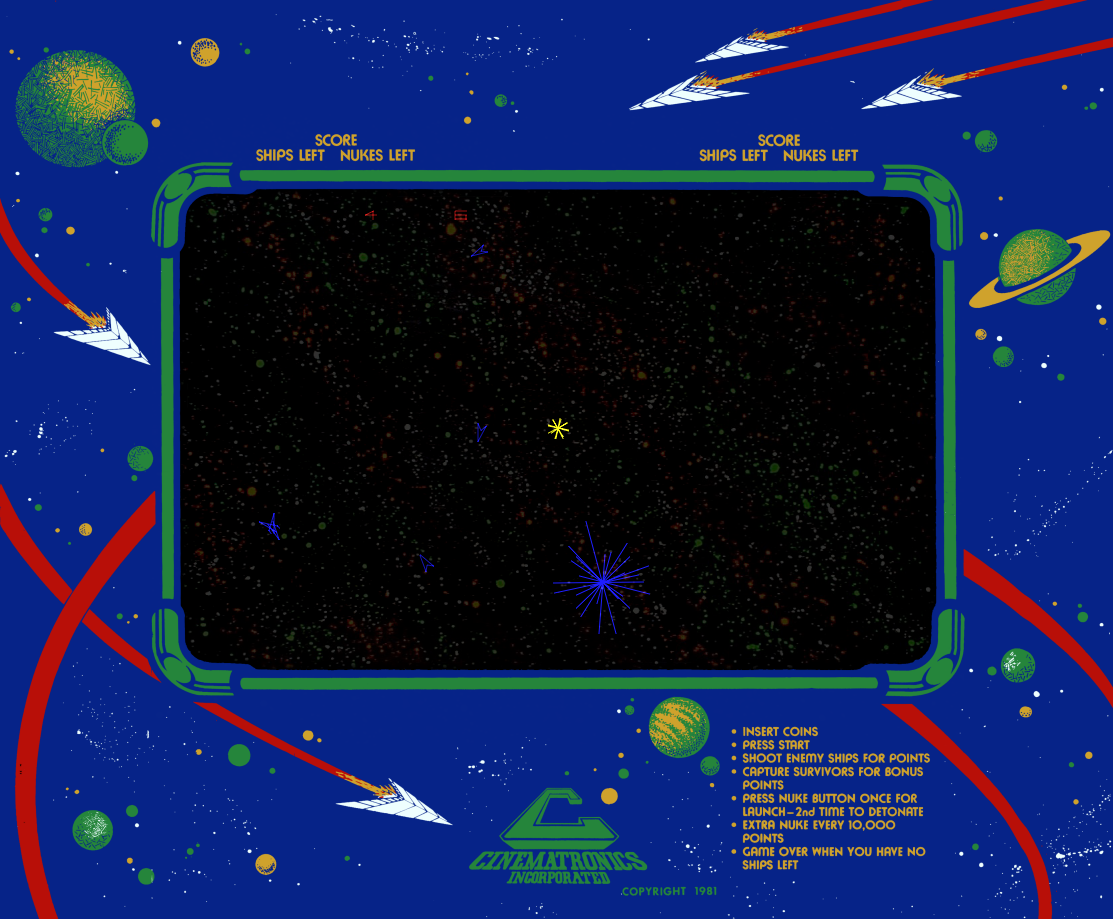 SCORE
SHIPS LEFT NUKES LEFT
SCORE
SHIPS LEFT NUKES LEFT
• INSERT COINS
• PRESS START
• SHOOT ENEMY SHIPS FOR POINTS
• CAPTURE SURVIVORS FOR BONUS
POINTS
• PRESS NUKE BUTTON ONCE FOR
LAUNCH–2nd TIME TO DETONATE
• EXTRA NUKE EVERY 10,000
POINTS
• GAME OVER WHEN YOU HAVE NO
SHIPS LEFT
CINEMATRONICS
INCORPORATED
COPYRIGHT 1981